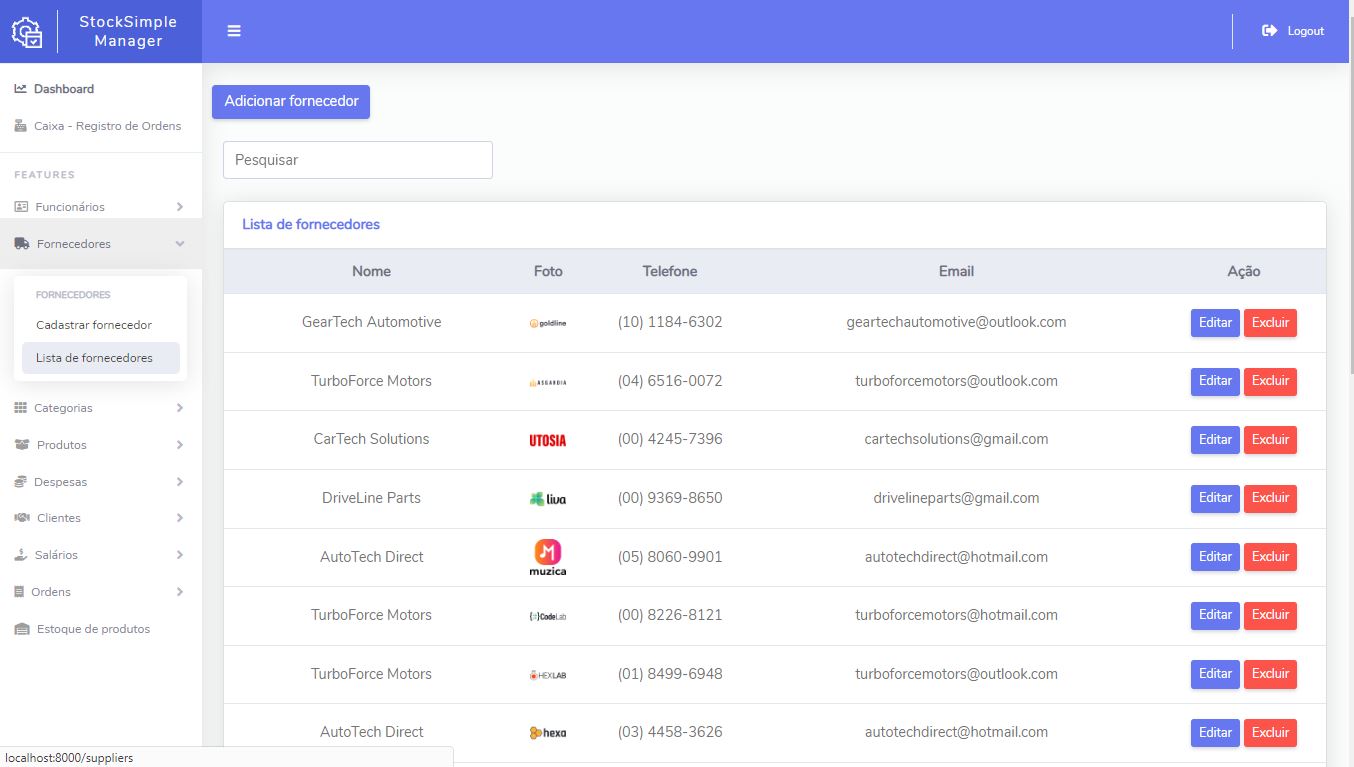 StockSimple
Manager
Logout
Dashboard
Caixa - Registro de Ordens
FEATURES
Funcionários
Fornecedores
FORNECEDORES
Cadastrar fornecedor
Lista de fornecedores
Categorias
Produtos
Despesas
Clientes
Salários
Ordens
Estoque de produtos
Adicionar fornecedor
Pesquisar
Lista de fornecedores
Nome Foto Telefone Email Ação
GearTech Automotive goldline (10) 1184-6302 geartechautomotive@outlook.com Editar Excluir
TurboForce Motors ASGARDIA (04) 6516-0072 turboforcemotors@outlook.com Editar Excluir
CarTech Solutions UTOSIA (00) 4245-7396 cartechsolutions@gmail.com Editar Excluir
DriveLine Parts liva (00) 9369-8650 drivelineparts@gmail.com Editar Excluir
AutoTech Direct muzica (05) 8060-9901 autotechdirect@hotmail.com Editar Excluir
TurboForce Motors CodeLab (00) 8226-8121 turboforcemotors@hotmail.com Editar Excluir
TurboForce Motors HEXLAB (01) 8499-6948 turboforcemotors@outlook.com Editar Excluir
AutoTech Direct hexa (03) 4458-3626 autotechdirect@hotmail.com Editar Excluir
localhost:8000/suppliers